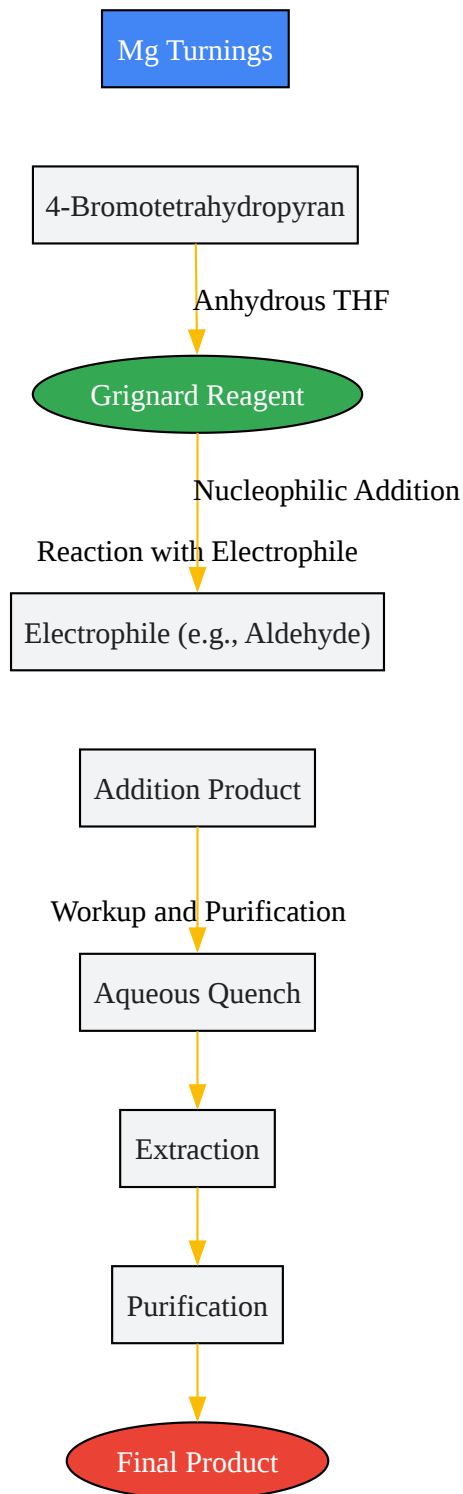 Mg Turnings
4-Bromotetrahydropyran
Anhydrous THF
Grignard Reagent
Nucleophilic Addition
Reaction with Electrophile
Electrophile (e.g., Aldehyde)
Addition Product
Workup and Purification
Aqueous Quench
Extraction
Purification
Final Product